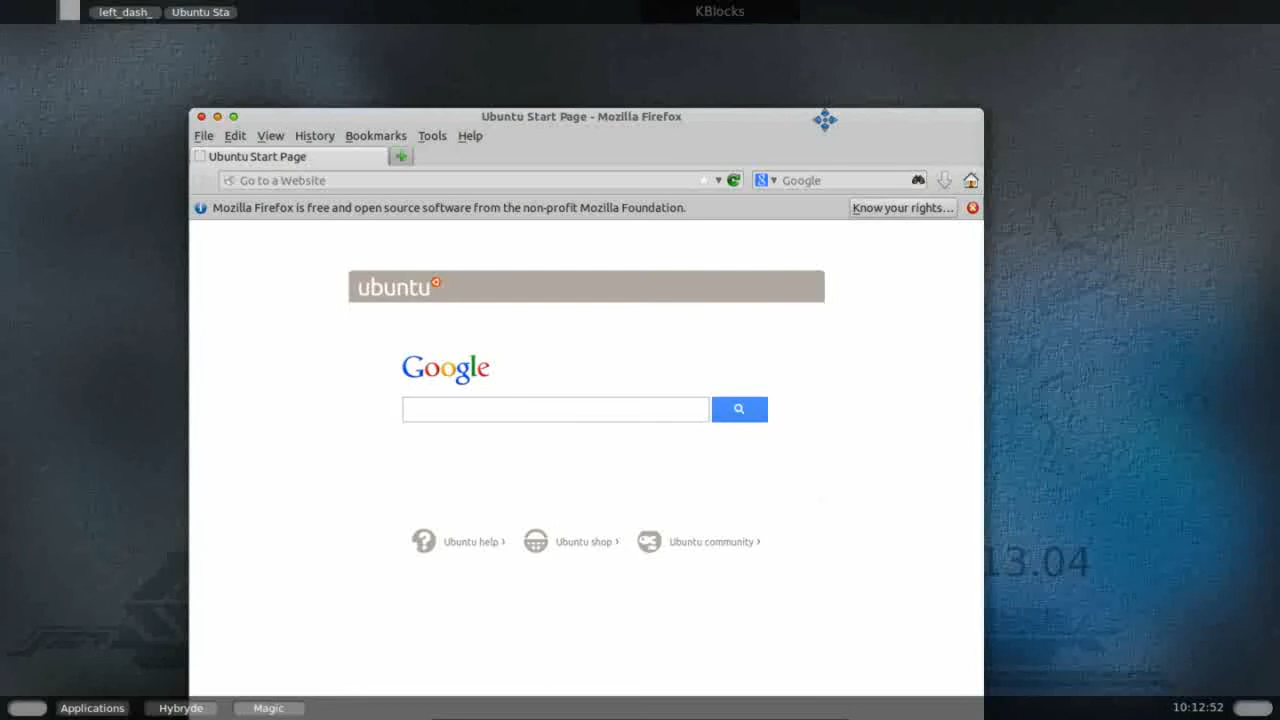 left_dash_ Ubuntu Sta KBlocks
Ubuntu Start Page - Mozilla Firefox
File Edit View History Bookmarks Tools Help
Ubuntu Start Page
Go to a Website Google
Mozilla Firefox is free and open source software from the non-profit Mozilla Foundation. Know your rights...
ubuntu
Google
Ubuntu help › Ubuntu shop › Ubuntu community ›
13.04
Applications Hybryde Magic 10:12:52